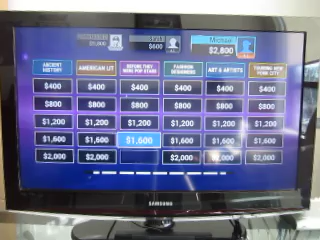 $600
Michael
$2,800
ANCIENT HISTORY
AMERICAN LIT
BEFORE THEY WERE POP STARS
FASHION DESIGNERS
ART & ARTISTS
TOURING NEW YORK CITY
$400 $400 $400 $400 $400 $400
$800 $800 $800 $800 $800 $800
$1,200 $1,200 $1,200 $1,200 $1,200 $1,200
$1,600 $1,600 $1,600 $1,600 $1,600 $1,600
$2,000 $2,000 $2,000 $2,000 $2,000
SAMSUNG